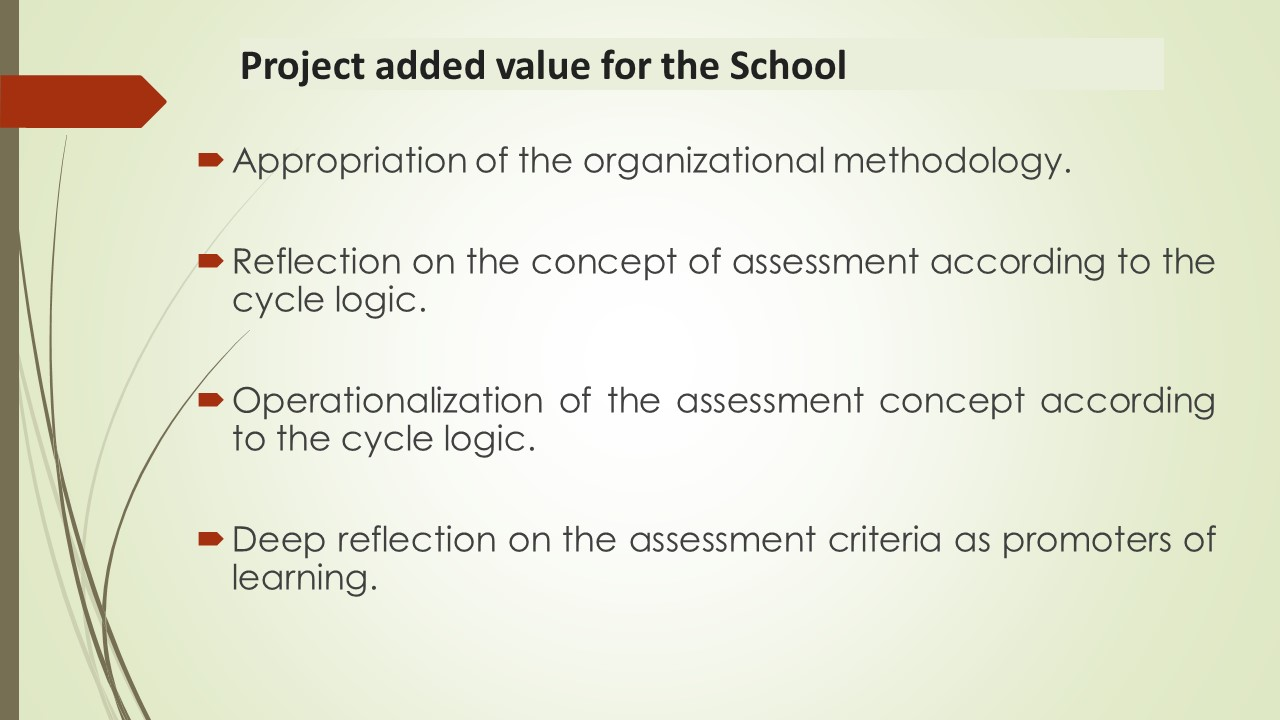 Project added value for the School
Appropriation of the organizational methodology.
Reflection on the concept of assessment according to the
cycle logic.
Operationalization of the assessment concept according
to the cycle logic.
Deep reflection on the assessment criteria as promoters of
learning.